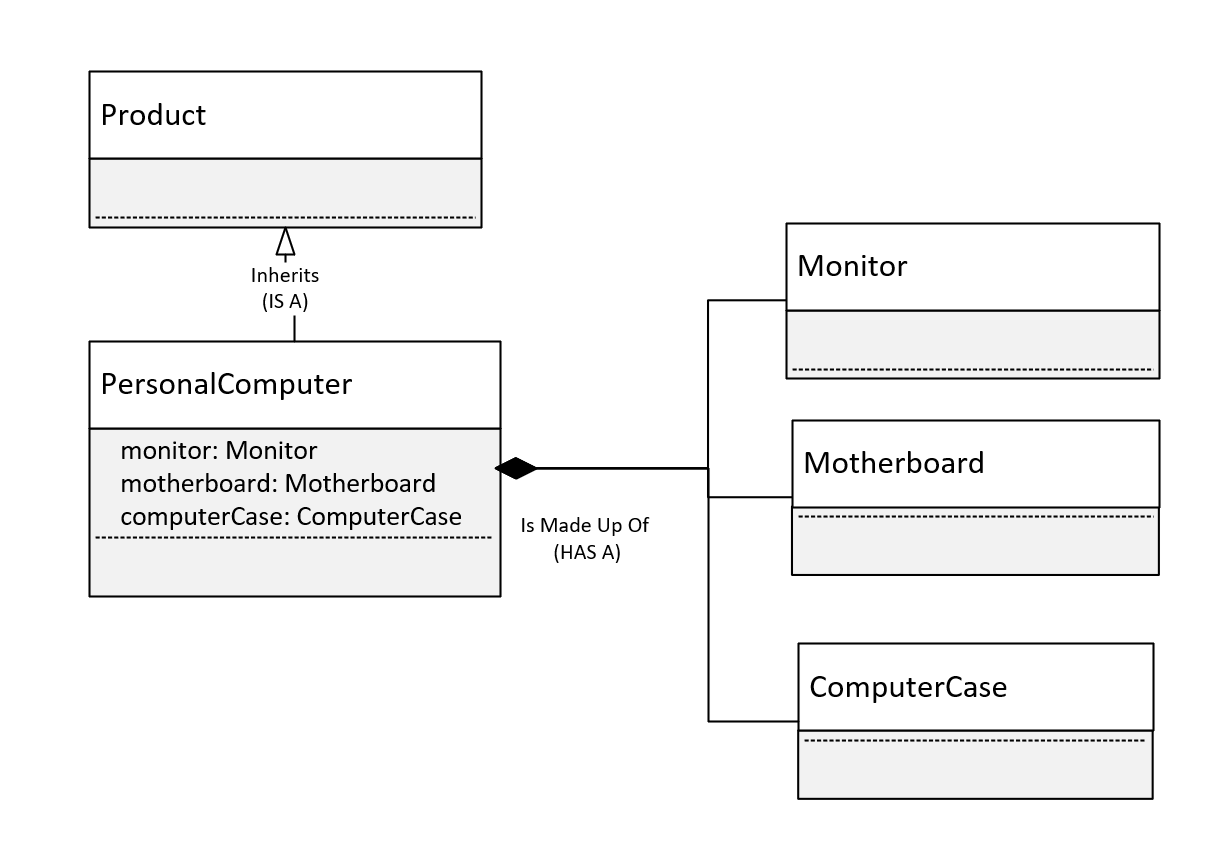 Product
Inherits
(IS A)
PersonalComputer
monitor: Monitor
motherboard: Motherboard
computerCase: ComputerCase
Is Made Up Of
(HAS A)
Monitor
Motherboard
ComputerCase